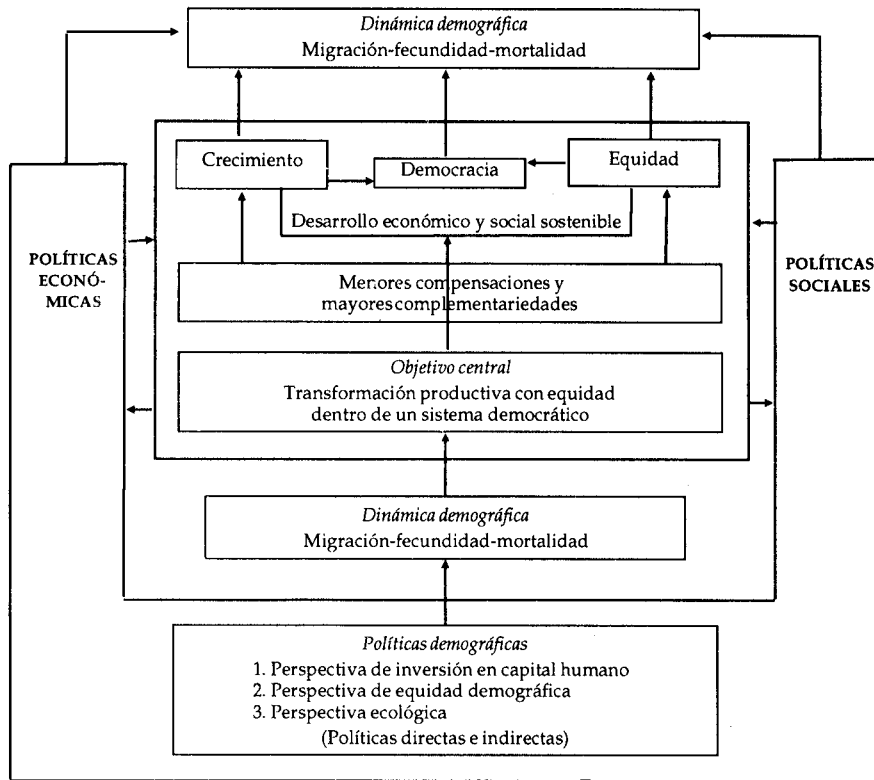 Dinámica demográfica
Migración-fecundidad-mortalidad
Crecimiento
Democracia
Equidad
Desarrollo económico y social sostenible
POLÍTICAS
ECONÓ-
MICAS
POLÍTICAS
SOCIALES
Menores compensaciones y
mayores complementariedades
Objetivo central
Transformación productiva con equidad
dentro de un sistema democrático
Dinámica demográfica
Migración-fecundidad-mortalidad
Políticas demográficas
1. Perspectiva de inversión en capital humano
2. Perspectiva de equidad demográfica
3. Perspectiva ecológica
(Políticas directas e indirectas)